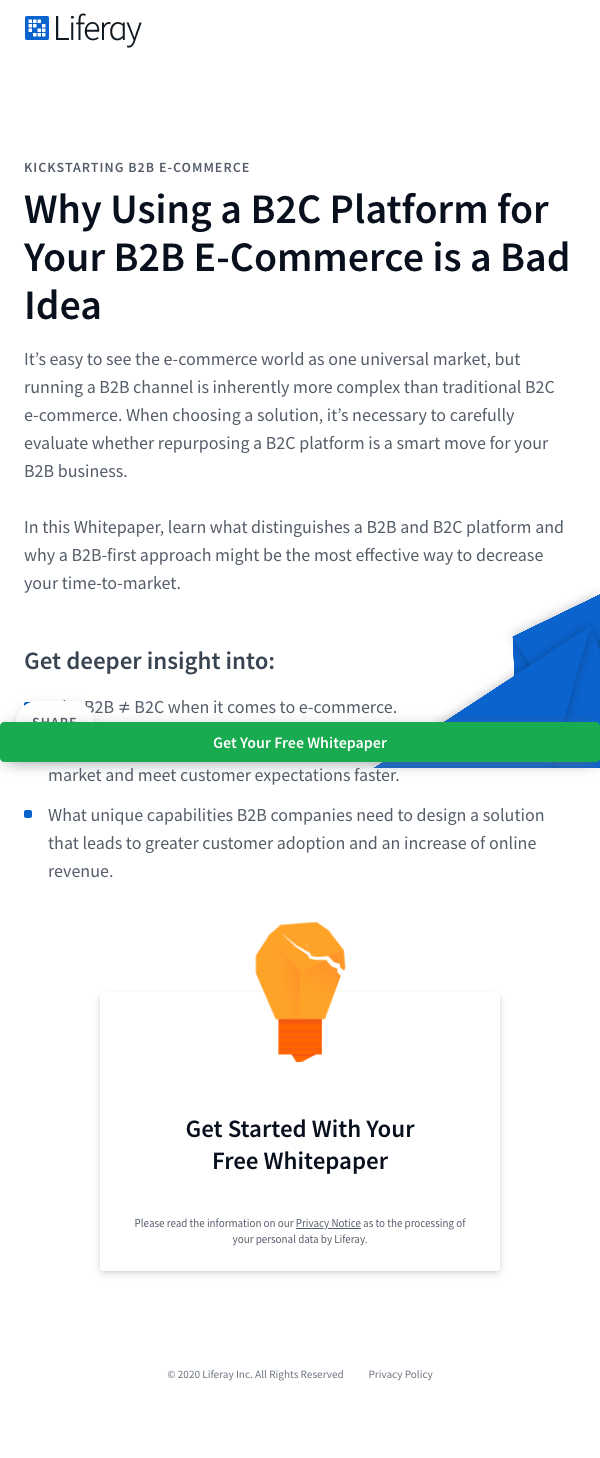 Liferay
KICKSTARTING B2B E-COMMERCE
Why Using a B2C Platform for
Your B2B E-Commerce is a Bad
Idea
It’s easy to see the e-commerce world as one universal market, but
running a B2B channel is inherently more complex than traditional B2C
e-commerce. When choosing a solution, it’s necessary to carefully
evaluate whether repurposing a B2C platform is a smart move for your
B2B business.
In this Whitepaper, learn what distinguishes a B2B and B2C platform and
why a B2B-first approach might be the most effective way to decrease
your time-to-market.
Get deeper insight into:
B2B ≠ B2C when it comes to e-commerce.
SHARE
Get Your Free Whitepaper
market and meet customer expectations faster.
What unique capabilities B2B companies need to design a solution
that leads to greater customer adoption and an increase of online
revenue.
Get Started With Your
Free Whitepaper
Please read the information on our Privacy Notice as to the processing of
your personal data by Liferay.
© 2020 Liferay Inc. All Rights Reserved Privacy Policy